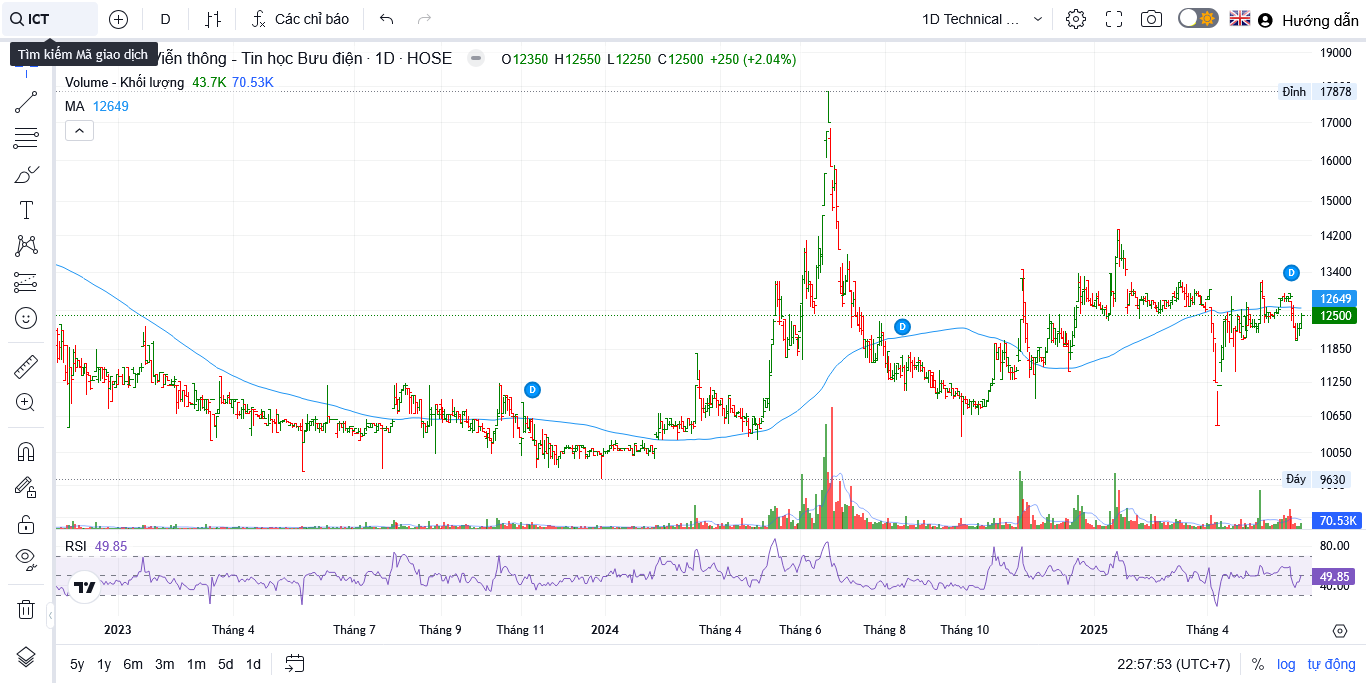 ICT
D
Các chỉ báo
1D Technical ...
Hướng dẫn
Tìm kiếm Mã giao dịch
Viễn thông - Tin học Bưu điện · 1D · HOSE
O12350 H12550 L12250 C12500 +250 (+2.04%)
Volume - Khối lượng 43.7K 70.53K
MA 12649
19000
Đỉnh 17878
17000
16000
15000
14200
13400
D
12649
12500
D
11850
11250
D
10650
10050
Đáy 9630
70.53K
RSI 49.85
80.00
49.85
40.00
2023 Tháng 4 Tháng 7 Tháng 9 Tháng 11 2024 Tháng 4 Tháng 6 Tháng 8 Tháng 10 2025 Tháng 4
5y 1y 6m 3m 1m 5d 1d
22:57:53 (UTC+7) % log tự động